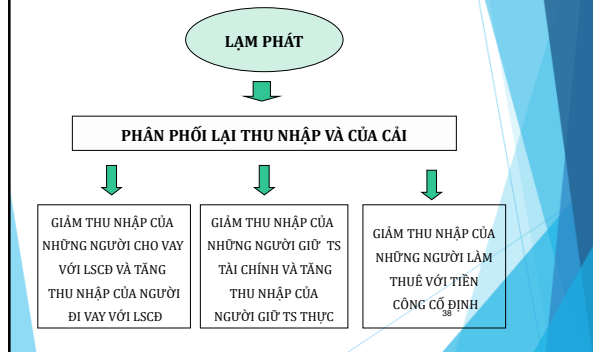 LẠM PHÁT
PHÂN PHỐI LẠI THU NHẬP VÀ CỦA CẢI
GIẢM THU NHẬP CỦA
NHỮNG NGƯỜI CHO VAY
VỚI LSCĐ VÀ TĂNG
THU NHẬP CỦA NGƯỜI
ĐI VAY VỚI LSCĐ
GIẢM THU NHẬP CỦA
NHỮNG NGƯỜI GIỮ TS
TÀI CHÍNH VÀ TĂNG
THU NHẬP CỦA
NGƯỜI GIỮ TS THỰC
GIẢM THU NHẬP CỦA
NHỮNG NGƯỜI LÀM
THUÊ VỚI TIỀN
CÔNG CỐ ĐỊNH
38